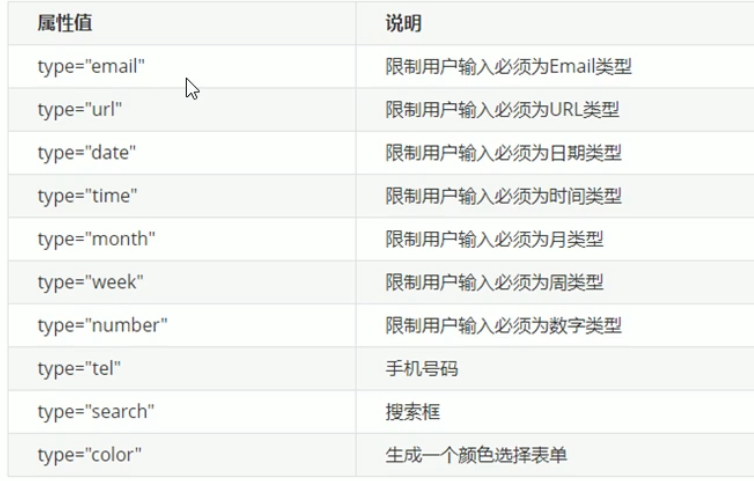 属性值 说明
type="email" 限制用户输入必须为Email类型
type="url" 限制用户输入必须为URL类型
type="date" 限制用户输入必须为日期类型
type="time" 限制用户输入必须为时间类型
type="month" 限制用户输入必须为月类型
type="week" 限制用户输入必须为周类型
type="number" 限制用户输入必须为数字类型
type="tel" 手机号码
type="search" 搜索框
type="color" 生成一个颜色选择表单